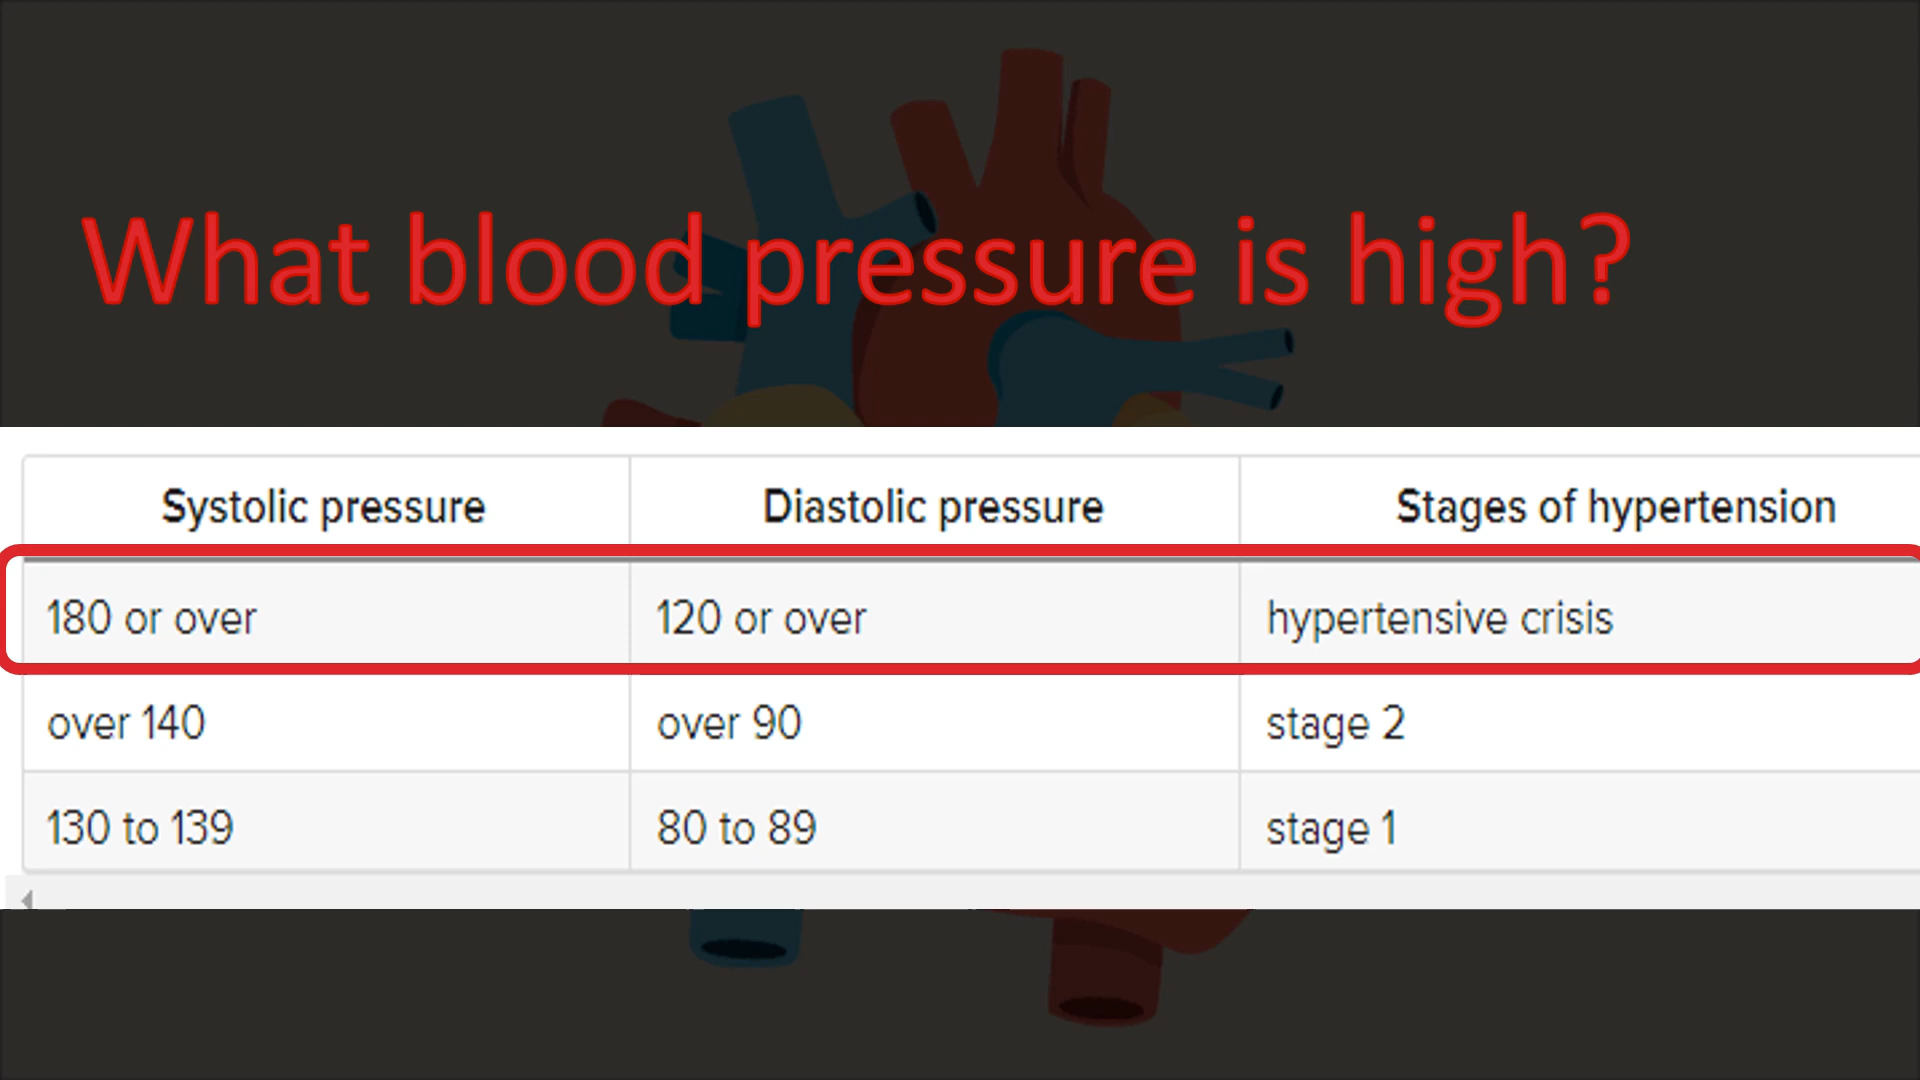 What blood pressure is high?
Systolic pressure Diastolic pressure Stages of hypertension
180 or over 120 or over hypertensive crisis
over 140 over 90 stage 2
130 to 139 80 to 89 stage 1